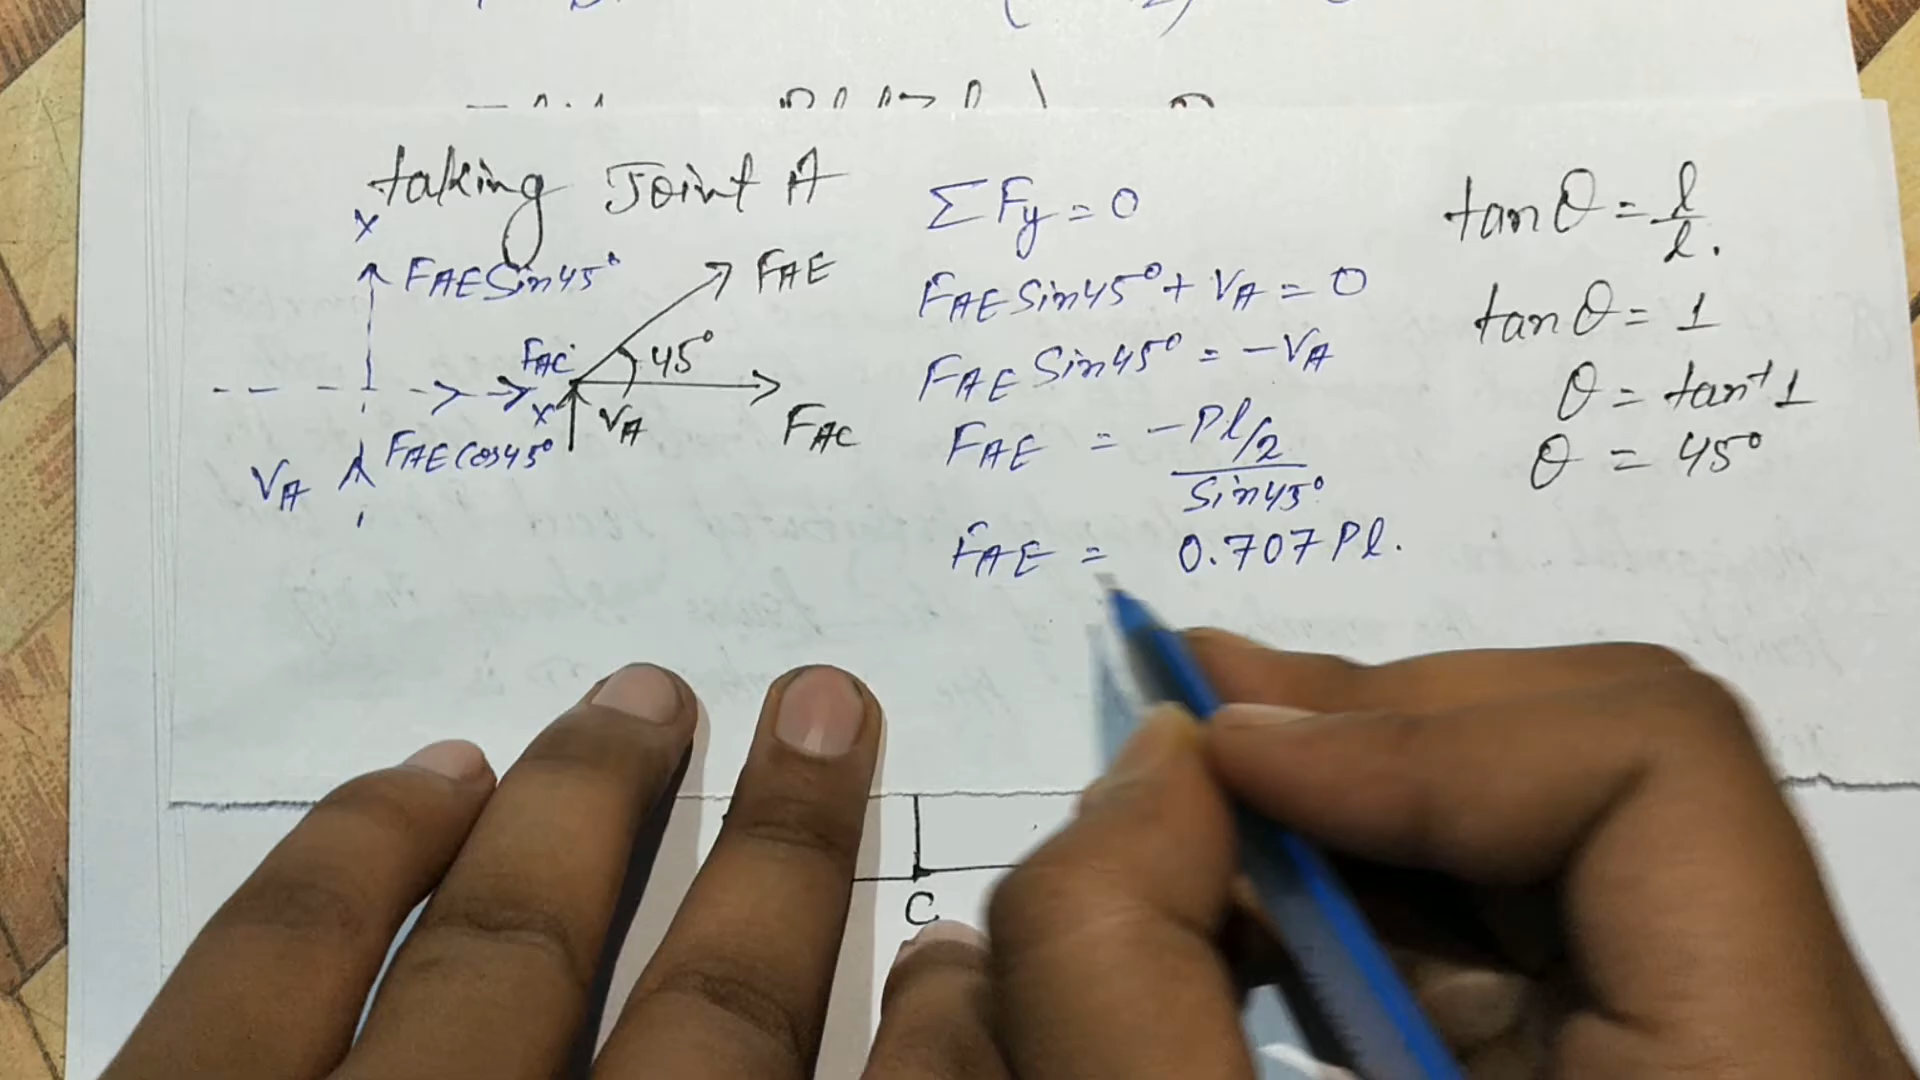 taking Joint A
x
FAE Sin45°
FAE
FAC
45°
x
VA
FAC
FAE Cos45°
VA
ΣFy = 0
FAE Sin45° + VA = 0
FAE Sin45° = -VA
FAE = -Pl/2
Sin45°
FAE = 0.707 Pl.
tan θ = l
l.
tan θ = 1
θ = tan⁻¹ 1
θ = 45°
C